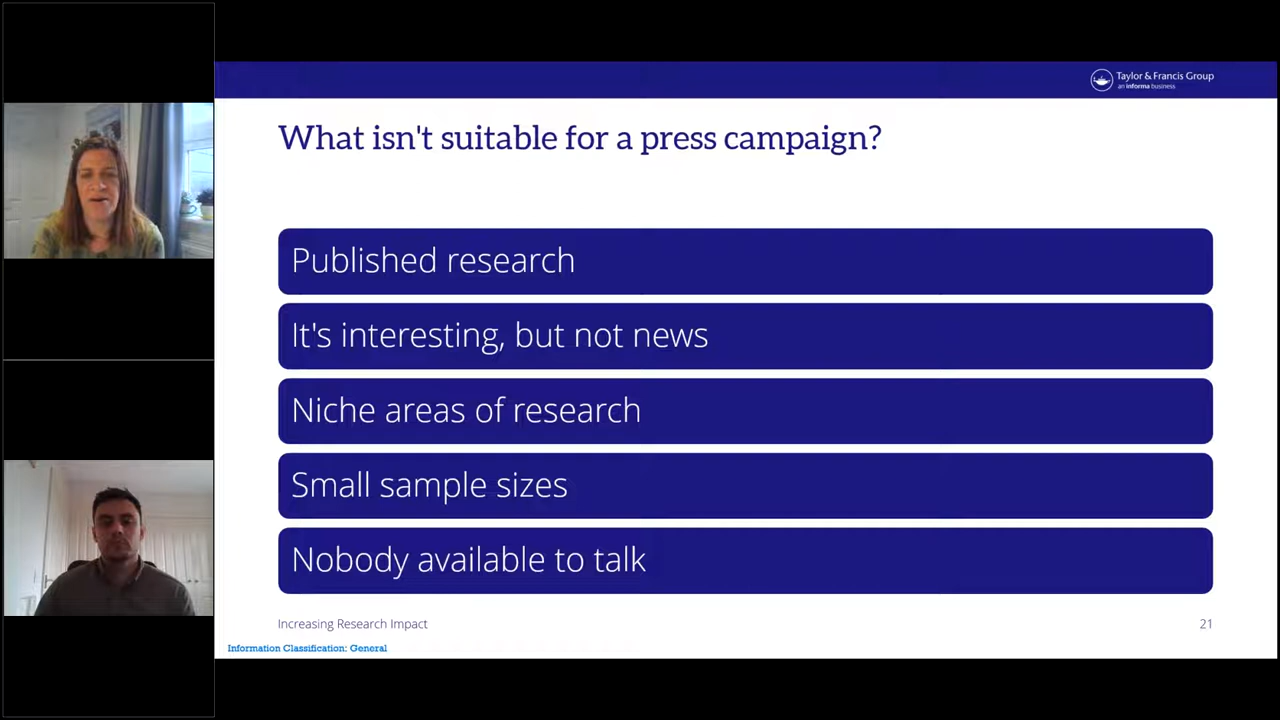 Taylor & Francis Group
an informa business
What isn't suitable for a press campaign?
Published research
It's interesting, but not news
Niche areas of research
Small sample sizes
Nobody available to talk
Increasing Research Impact
21
Information Classification: General